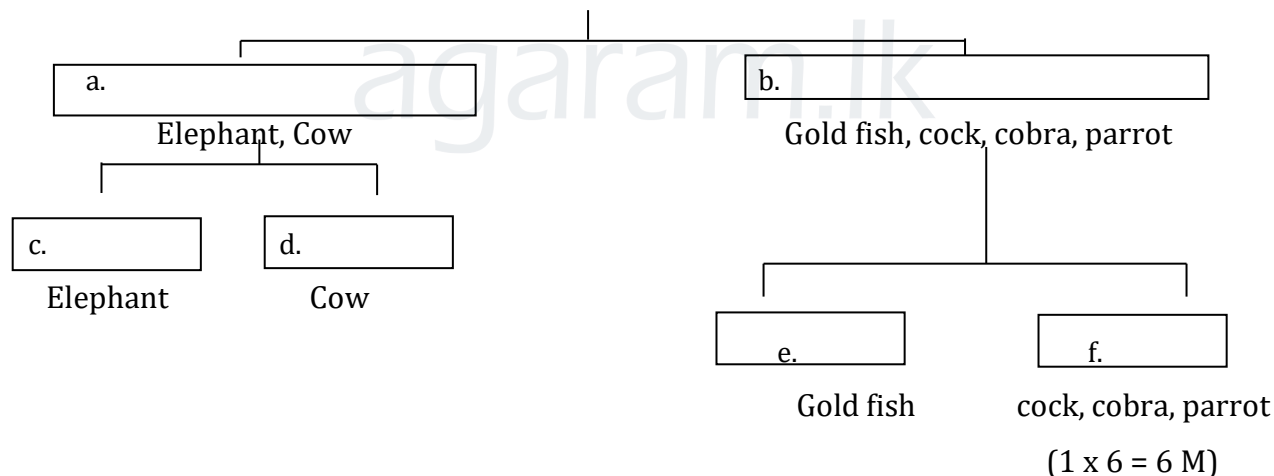 agaram.lk
a.
b.
Elephant, Cow
Gold fish, cock, cobra, parrot
c.
d.
Elephant
Cow
e.
f.
Gold fish
cock, cobra, parrot
(1 x 6 = 6 M)